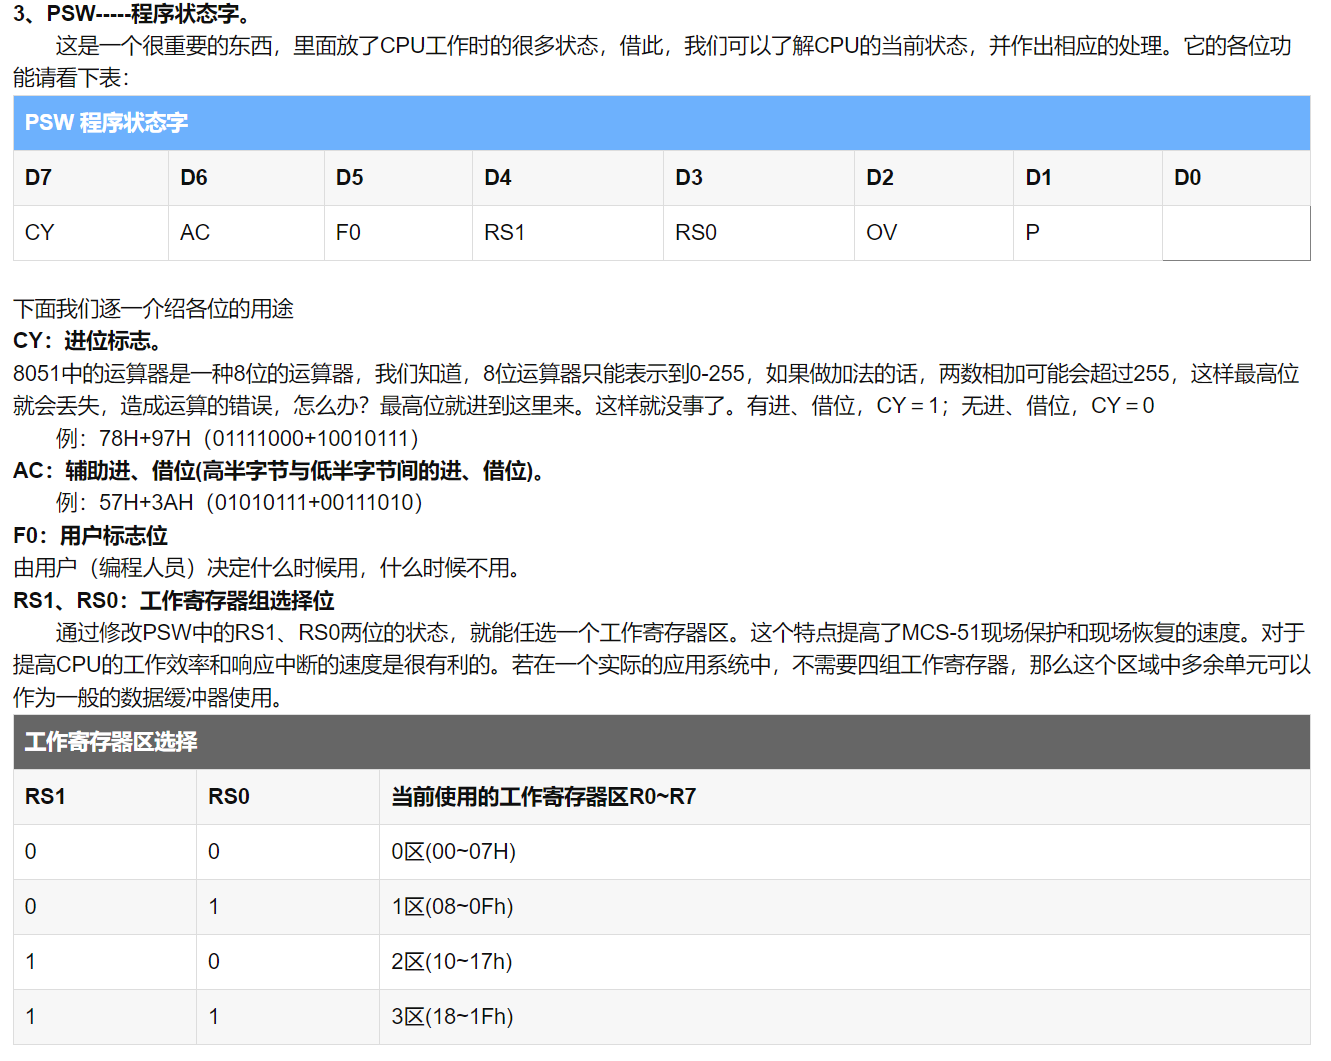 3、PSW-----程序状态字。
这是一个很重要的东西，里面放了CPU工作时的很多状态，借此，我们可以了解CPU的当前状态，并作出相应的处理。它的各位功
能请看下表：
PSW 程序状态字
D7 D6 D5 D4 D3 D2 D1 D0
CY AC F0 RS1 RS0 OV P
下面我们逐一介绍各位的用途
CY：进位标志。
8051中的运算器是一种8位的运算器，我们知道，8位运算器只能表示到0-255，如果做加法的话，两数相加可能会超过255，这样最高位
就会丢失，造成运算的错误，怎么办？最高位就进到这里来。这样就没事了。有进、借位，CY＝1；无进、借位，CY＝0
例：78H+97H（01111000+10010111）
AC：辅助进、借位(高半字节与低半字节间的进、借位)。
例：57H+3AH（01010111+00111010）
F0：用户标志位
由用户（编程人员）决定什么时候用，什么时候不用。
RS1、RS0：工作寄存器组选择位
通过修改PSW中的RS1、RS0两位的状态，就能任选一个工作寄存器区。这个特点提高了MCS-51现场保护和现场恢复的速度。对于
提高CPU的工作效率和响应中断的速度是很有利的。若在一个实际的应用系统中，不需要四组工作寄存器，那么这个区域中多余单元可以
作为一般的数据缓冲器使用。
工作寄存器区选择
RS1 RS0 当前使用的工作寄存器区R0~R7
0 0 0区(00~07H)
0 1 1区(08~0Fh)
1 0 2区(10~17h)
1 1 3区(18~1Fh)